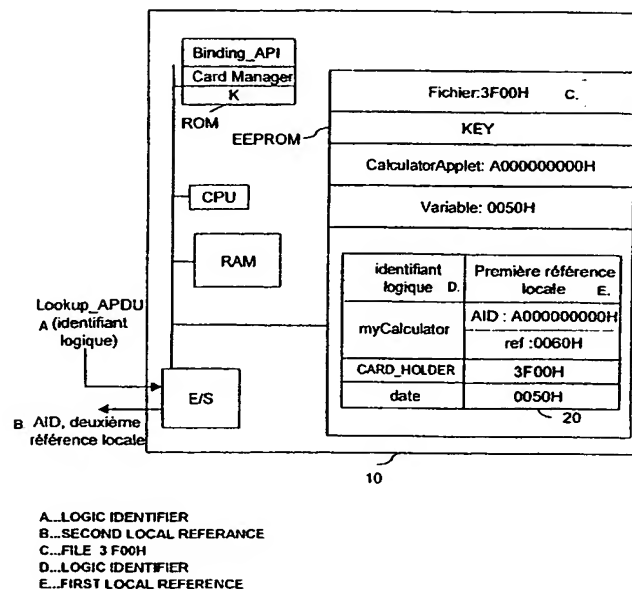 Binding_API
Card Manager
K
ROM
EEPROM
Fichier:3F00H C.
KEY
CalculatorApplet: A000000000H
Variable: 0050H
CPU
RAM
identifiant
logique D.
Première référence
locale E.
myCalculator
AID : A000000000H
ref :0060H
CARD_HOLDER
3F00H
date
0050H
20
Lookup_APDU
A (identifiant
logique)
E/S
B. AID, deuxième
référence locale
10
A...LOGIC IDENTIFIER
B...SECOND LOCAL REFERANCE
C...FILE 3 F00H
D...LOGIC IDENTIFIER
E...FIRST LOCAL REFERENCE